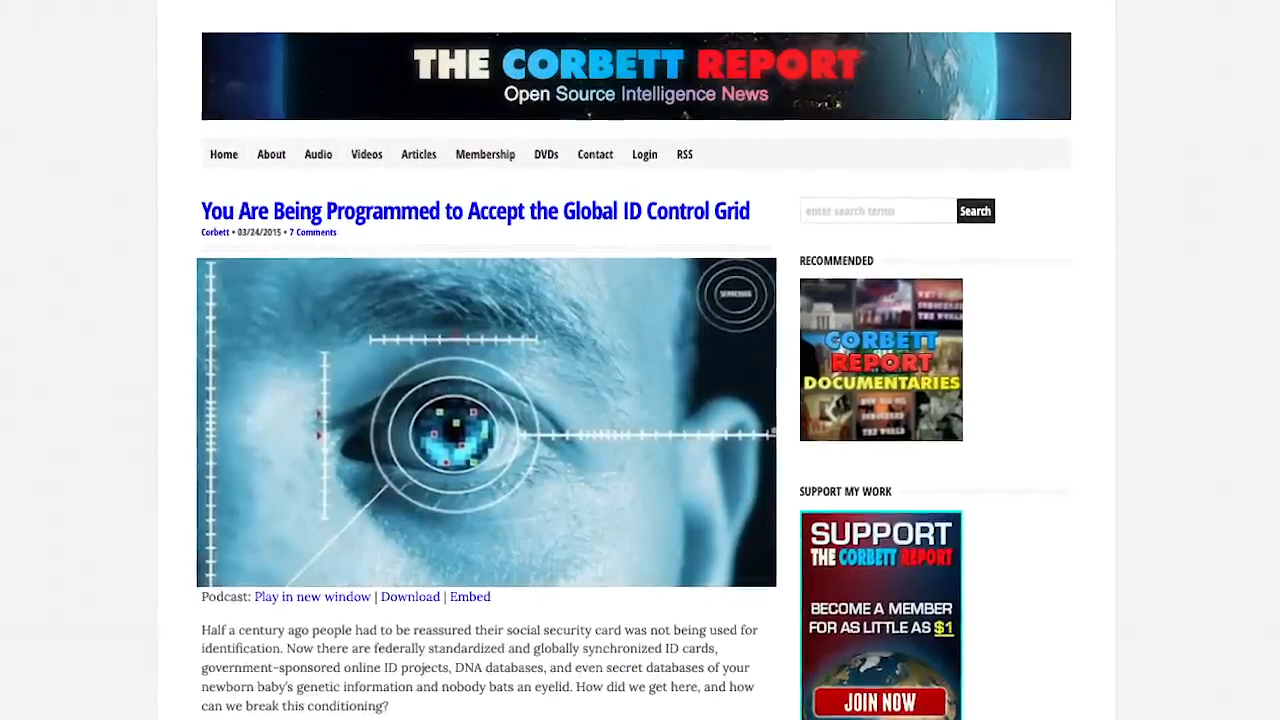 THE CORBETT REPORT
Open Source Intelligence News
Home About Audio Videos Articles Membership DVDs Contact Login RSS
You Are Being Programmed to Accept the Global ID Control Grid
Corbett • 03/24/2015 • 7 Comments
enter search terms Search
SEARCHING
RECOMMENDED
CORBETT
REPORT
DOCUMENTARIES
SUPPORT MY WORK
SUPPORT
THE CORBETT REPORT
BECOME A MEMBER
FOR AS LITTLE AS $1
JOIN NOW
Podcast: Play in new window | Download | Embed
Half a century ago people had to be reassured their social security card was not being used for
identification. Now there are federally standardized and globally synchronized ID cards,
government-sponsored online ID projects, DNA databases, and even secret databases of your
newborn baby's genetic information and nobody bats an eyelid. How did we get here, and how
can we break this conditioning?